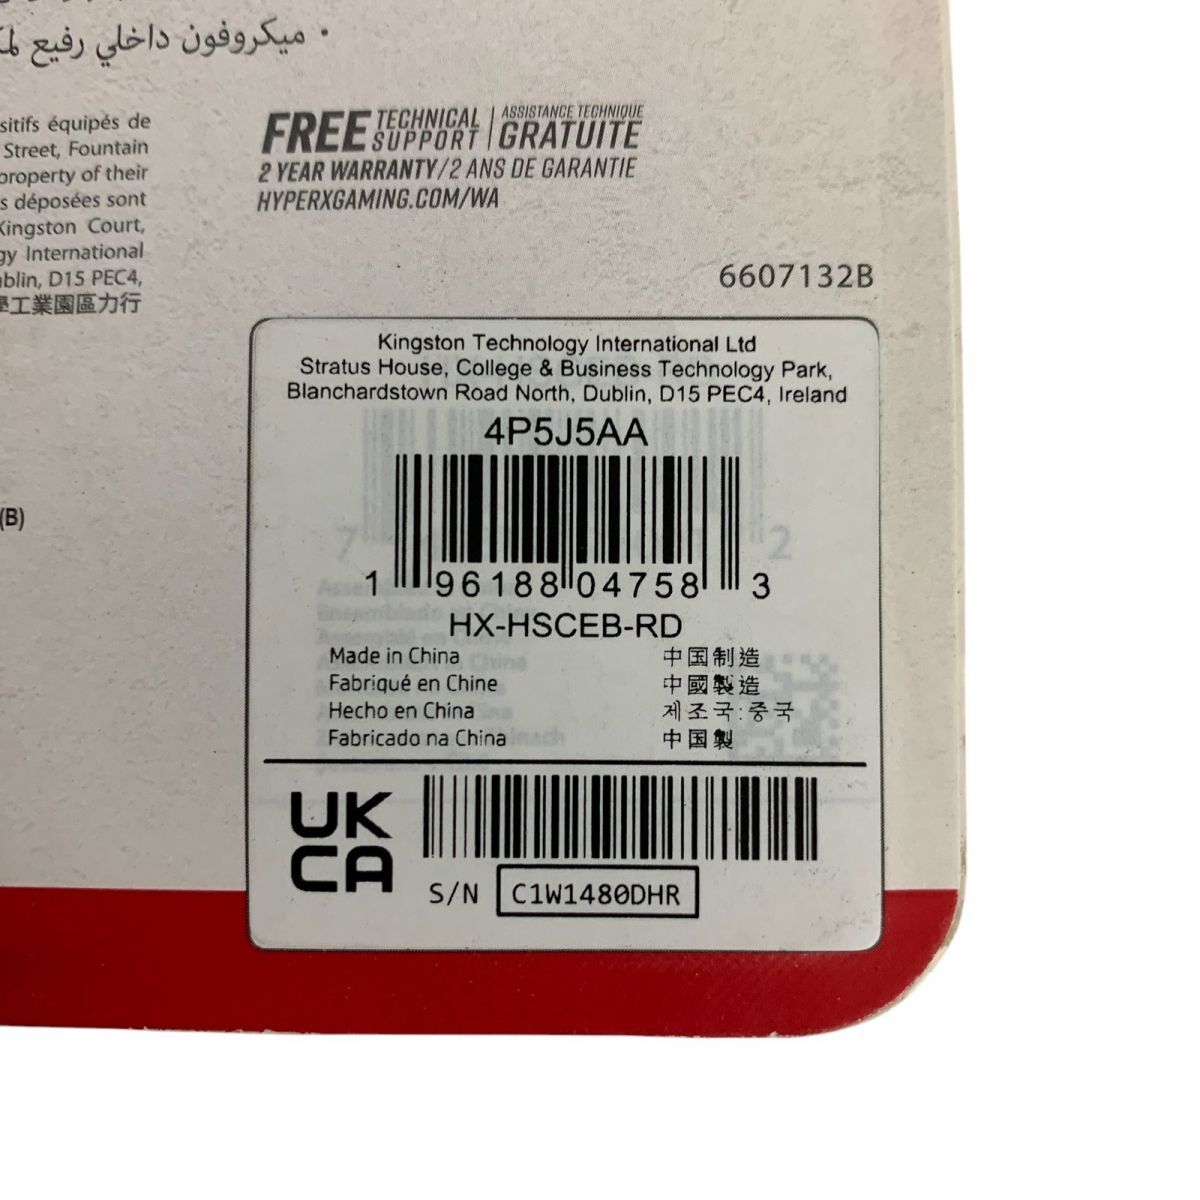 • ميكروفون داخلي رفيع
sitifs équipés de
Street, Fountain
property of their
s déposées sont
Kingston Court,
gy International
blin, D15 PEC4,
學工業園區力行
(B)
FREE TECHNICAL SUPPORT | ASSISTANCE TECHNIQUE GRATUITE
2 YEAR WARRANTY/2 ANS DE GARANTIE
HYPERXGAMING.COM/WA
6607132B
Kingston Technology International Ltd
Stratus House, College & Business Technology Park,
Blanchardstown Road North, Dublin, D15 PEC4, Ireland
4P5J5AA
1 96188 04758 3
HX-HSCEB-RD
Made in China 中国制造
Fabriqué en Chine 中國製造
Hecho en China 제조국:중국
Fabricado na China 中国製
UK
CA
S/N C1W1480DHR